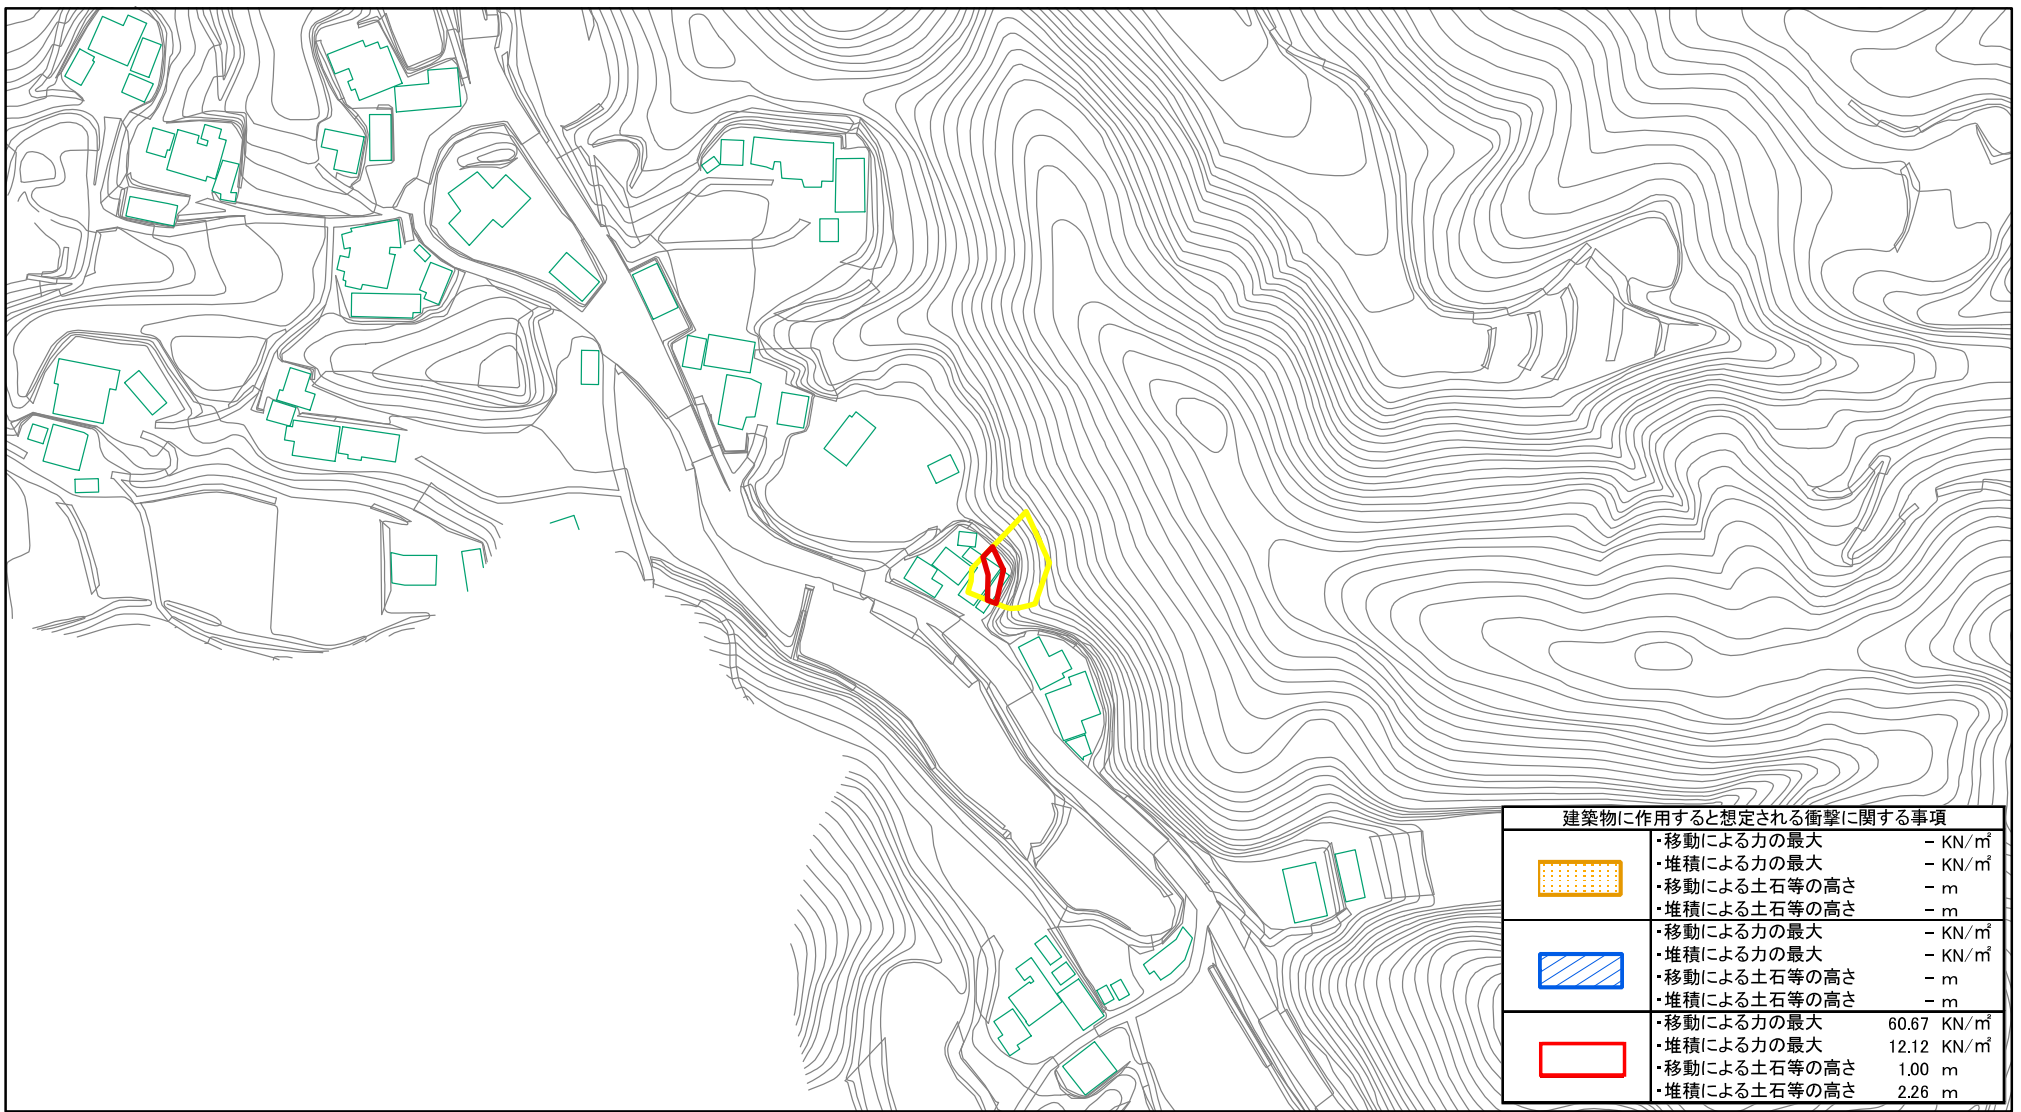 建築物に作用すると想定される衝撃に関する事項
・移動による力の最大 － KN/㎡
・堆積による力の最大 － KN/㎡
・移動による土石等の高さ － m
・堆積による土石等の高さ － m
・移動による力の最大 － KN/㎡
・堆積による力の最大 － KN/㎡
・移動による土石等の高さ － m
・堆積による土石等の高さ － m
・移動による力の最大 60.67 KN/㎡
・堆積による力の最大 12.12 KN/㎡
・移動による土石等の高さ 1.00 m
・堆積による土石等の高さ 2.26 m